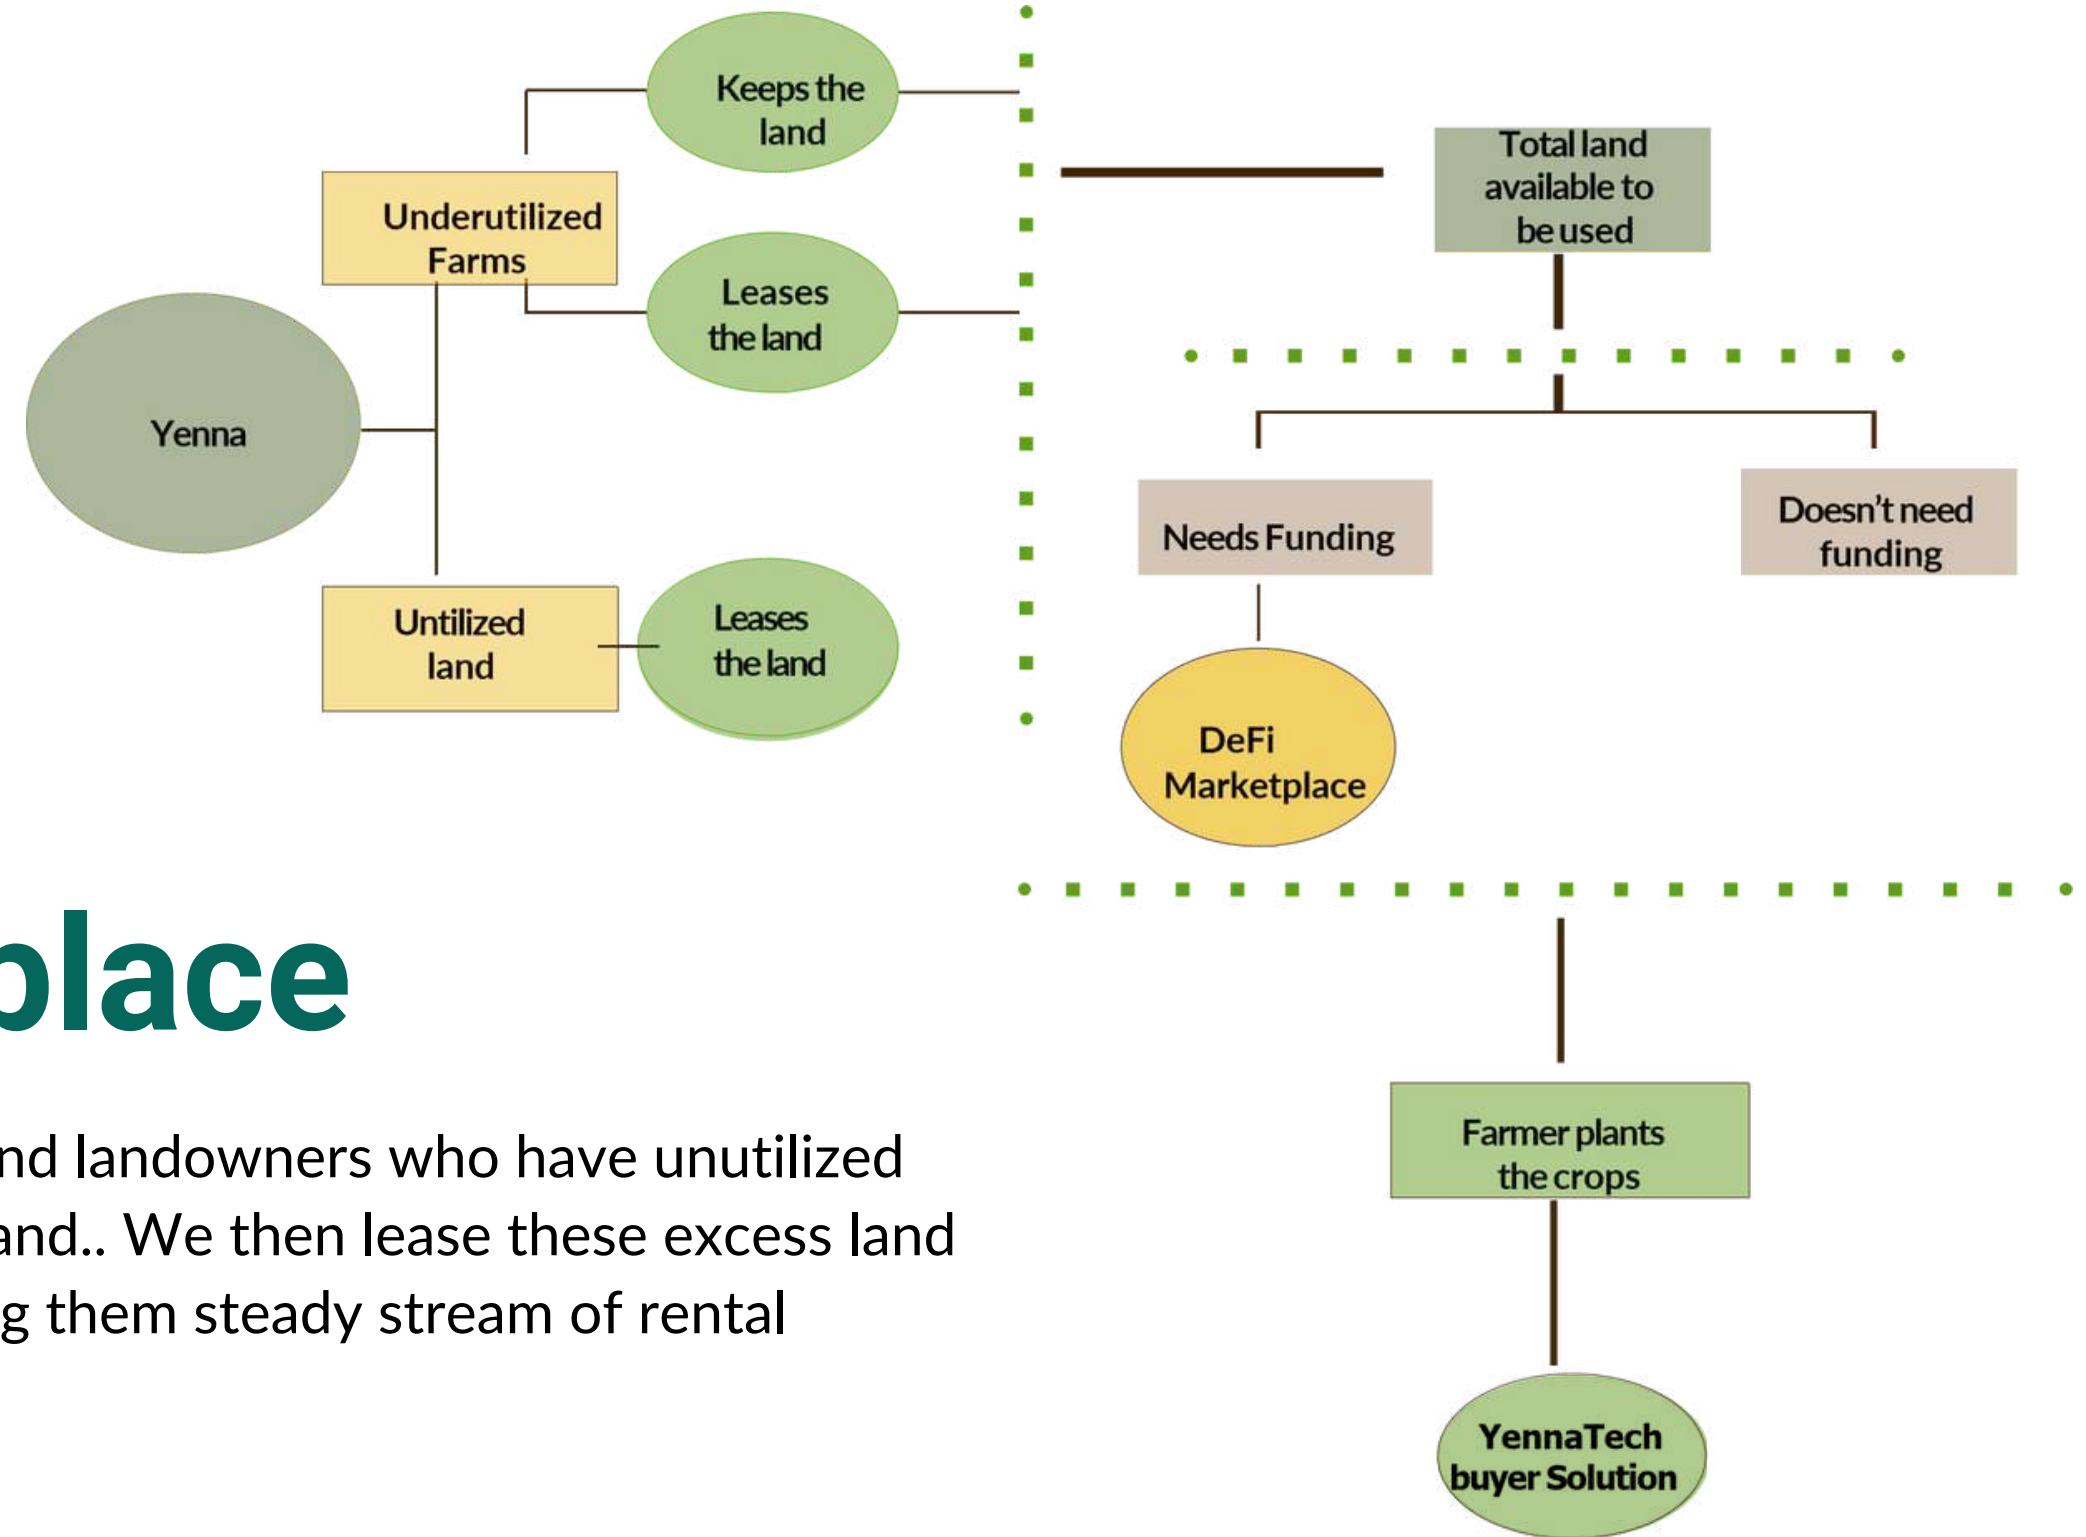 Keeps the
land
Underutilized
Farms
Leases
the land
Yenna
Untilized
land
Leases
the land
Total land
available to
be used
Needs Funding
Doesn't need
funding
DeFi
Marketplace
place
nd landowners who have unutilized
and.. We then lease these excess land
g them steady stream of rental
Farmer plants
the crops
YennaTech
buyer Solution